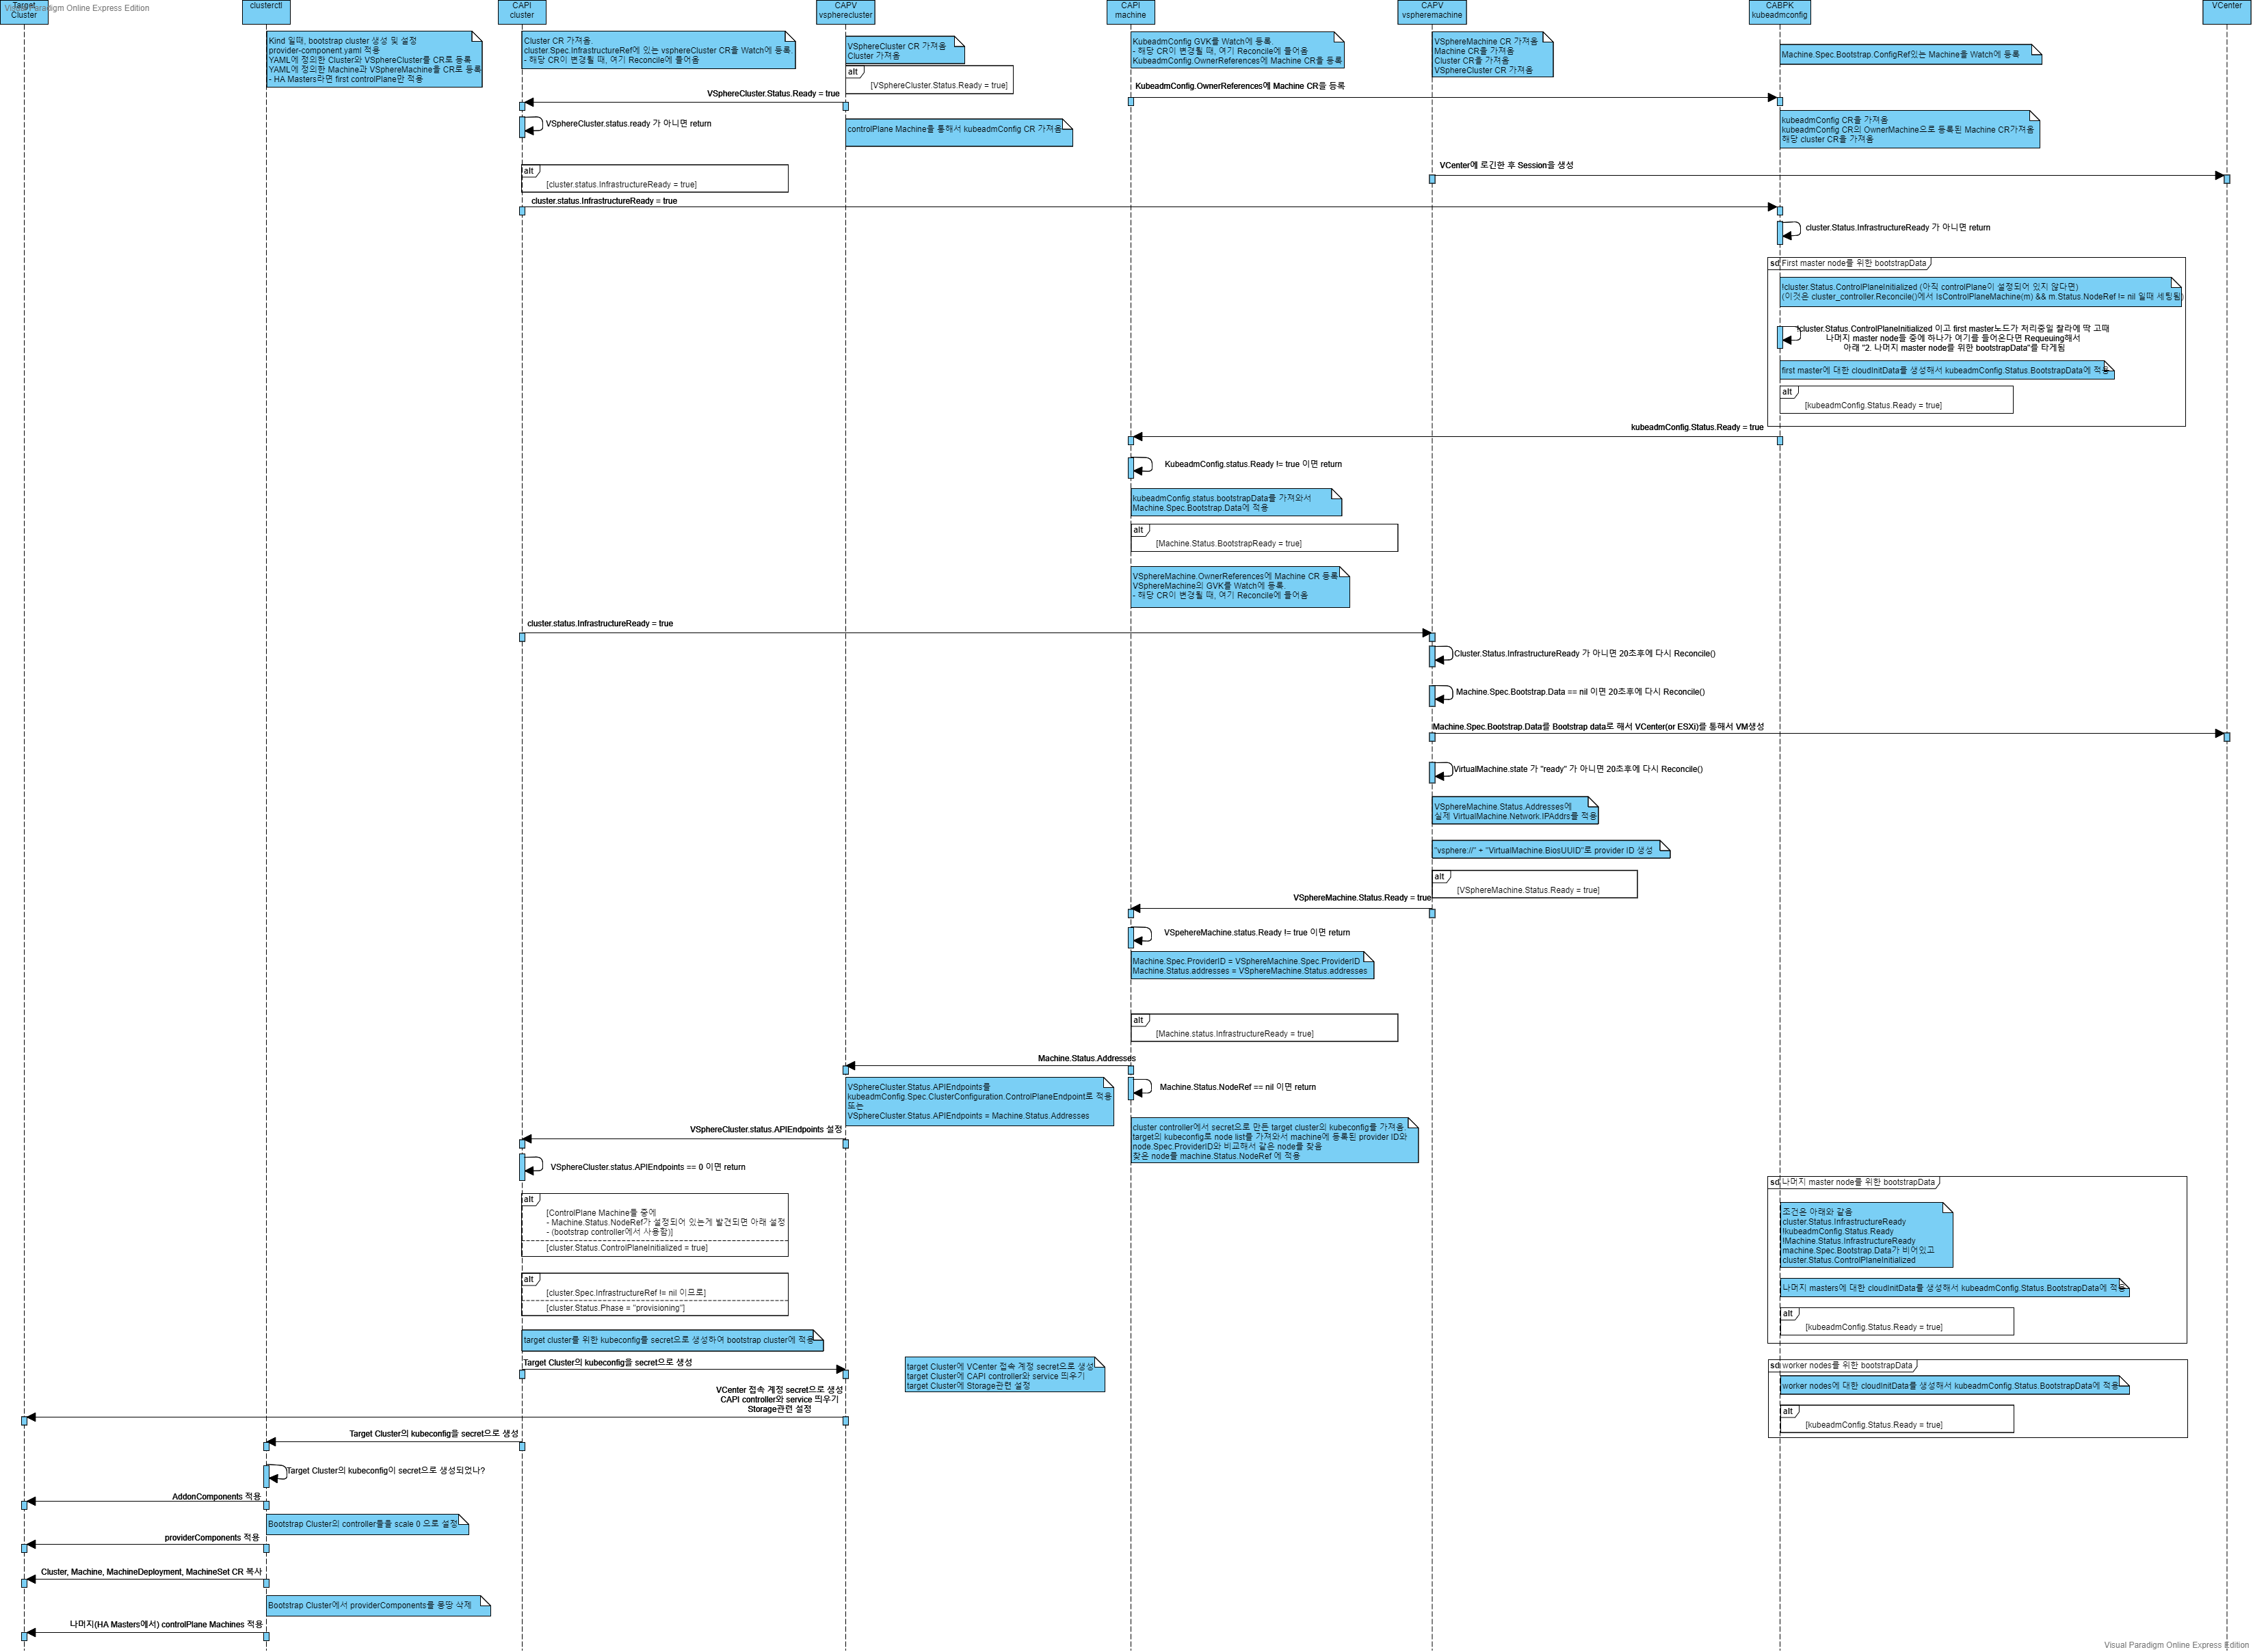 Visual Paradigm Online Express Edition
Target
Cluster
clusterctl
CAPI
cluster
CAPV
vspherecluster
CAPI
machine
CAPV
vspheremachine
CABPK
kubeadmconfig
VCenter
Kind 일때, bootstrap cluster 생성 및 설정
provider-component.yaml 적용
YAML에 정의한 Cluster와 VSphereCluster를 CR로 등록
YAML에 정의한 Machine과 VSphereMachine을 CR로 등록
- HA Masters라면 first controlPlane만 적용
Cluster CR 가져옴.
cluster.Spec.InfrastructureRef에 있는 vsphereCluster CR을 Watch에 등록.
- 해당 CR이 변경될 때, 여기 Reconcile에 들어옴
VSphereCluster CR 가져옴
Cluster 가져옴
alt
[VSphereCluster.Status.Ready = true]
KubeadmConfig GVK를 Watch에 등록.
- 해당 CR이 변경될 때, 여기 Reconcile에 들어옴
KubeadmConfig.OwnerReferences에 Machine CR을 등록
VSphereMachine CR 가져옴
Machine CR을 가져옴
Cluster CR을 가져옴
VSphereCluster CR 가져옴
Machine.Spec.Bootstrap.ConfigRef있는 Machine을 Watch에 등록
VSphereCluster.Status.Ready = true
KubeadmConfig.OwnerReferences에 Machine CR을 등록
VSphereCluster.status.ready 가 아니면 return
controlPlane Machine을 통해서 kubeadmConfig CR 가져옴
kubeadmConfig CR을 가져옴
kubeadmConfig CR의 OwnerMachine으로 등록된 Machine CR가져옴
해당 cluster CR을 가져옴
VCenter에 로긴한 후 Session을 생성
alt
[cluster.status.InfrastructureReady = true]
cluster.status.InfrastructureReady = true
cluster.Status.InfrastructureReady 가 아니면 return
sd First master node를 위한 bootstrapData
!cluster.Status.ControlPlaneInitialized (아직 controlPlane이 설정되어 있지 않다면)
(이것은 cluster_controller.Reconcile()에서 IsControlPlaneMachine(m) && m.Status.NodeRef != nil 일때 세팅됨)
!cluster.Status.ControlPlaneInitialized 이고 first master노드가 처리중일 찰라에 딱 고때
나머지 master node들 중에 하나가 여기를 들어온다면 Requeuing해서
아래 "2. 나머지 master node를 위한 bootstrapData"를 타게됨
first master에 대한 cloudInitData를 생성해서 kubeadmConfig.Status.BootstrapData에 적용
alt
[kubeadmConfig.Status.Ready = true]
kubeadmConfig.Status.Ready = true
KubeadmConfig.status.Ready != true 이면 return
kubeadmConfig.status.bootstrapData를 가져와서
Machine.Spec.Bootstrap.Data에 적용
alt
[Machine.Status.BootstrapReady = true]
VSphereMachine.OwnerReferences에 Machine CR 등록
VSphereMachine의 GVK를 Watch에 등록.
- 해당 CR이 변경될 때, 여기 Reconcile에 들어옴
cluster.status.InfrastructureReady = true
Cluster.Status.InfrastructureReady 가 아니면 20초후에 다시 Reconcile()
Machine.Spec.Bootstrap.Data == nil 이면 20초후에 다시 Reconcile()
Machine.Spec.Bootstrap.Data를 Bootstrap data로 해서 VCenter(or ESXi)를 통해서 VM생성
VirtualMachine.state 가 "ready" 가 아니면 20초후에 다시 Reconcile()
VSphereMachine.Status.Addresses에
실제 VirtualMachine.Network.IPAddrs를 적용
"vsphere://" + "VirtualMachine.BiosUUID"로 provider ID 생성
alt
[VSphereMachine.Status.Ready = true]
VSphereMachine.Status.Ready = true
VSpehereMachine.status.Ready != true 이면 return
Machine.Spec.ProviderID = VSphereMachine.Spec.ProviderID
Machine.Status.addresses = VSphereMachine.Status.addresses
alt
[Machine.status.InfrastructureReady = true]
Machine.Status.Addresses
VSphereCluster.Status.APIEndpoints를
kubeadmConfig.Spec.ClusterConfiguration.ControlPlaneEndpoint로 적용
또는
VSphereCluster.Status.APIEndpoints = Machine.Status.Addresses
Machine.Status.NodeRef == nil 이면 return
cluster controller에서 secret으로 만든 target cluster의 kubeconfig를 가져옴
target의 kubeconfig로 node list를 가져와서 machine에 등록된 provider ID와
node.Spec.ProviderID와 비교해서 같은 node를 찾음
찾은 node를 machine.Status.NodeRef 에 적용
VSphereCluster.status.APIEndpoints 설정
VSphereCluster.status.APIEndpoints == 0 이면 return
alt
[ControlPlane Machine들 중에
- Machine.Status.NodeRef가 설정되어 있는게 발견되면 아래 설정
- (bootstrap controller에서 사용함)]
[cluster.Status.ControlPlaneInitialized = true]
alt
[cluster.Spec.InfrastructureRef != nil 이므로]
[cluster.Status.Phase = "provisioning"]
target cluster를 위한 kubeconfig를 secret으로 생성하여 bootstrap cluster에 적용
sd 나머지 master node를 위한 bootstrapData
조건은 아래와 같음
cluster.Status.InfrastructureReady
!kubeadmConfig.Status.Ready
!Machine.Status.InfrastructureReady
machine.Spec.Bootstrap.Data가 비어있고
cluster.Status.ControlPlaneInitialized
나머지 masters에 대한 cloudInitData를 생성해서 kubeadmConfig.Status.BootstrapData에 적용
alt
[kubeadmConfig.Status.Ready = true]
Target Cluster의 kubeconfig을 secret으로 생성
target Cluster에 VCenter 접속 계정 secret으로 생성
target Cluster에 CAPI controller와 service 띄우기
target Cluster에 Storage관련 설정
sd worker nodes를 위한 bootstrapData
worker nodes에 대한 cloudInitData를 생성해서 kubeadmConfig.Status.BootstrapData에 적용
alt
[kubeadmConfig.Status.Ready = true]
VCenter 접속 계정 secret으로 생성
CAPI controller와 service 띄우기
Storage관련 설정
Target Cluster의 kubeconfig을 secret으로 생성
Target Cluster의 kubeconfig이 secret으로 생성되었나?
AddonComponents 적용
Bootstrap Cluster의 controller들을 scale 0 으로 설정
providerComponents 적용
Cluster, Machine, MachineDeployment, MachineSet CR 복사
Bootstrap Cluster에서 providerComponents를 몽땅 삭제
나머지(HA Masters에서) controlPlane Machines 적용
Visual Paradigm Online Express Edition